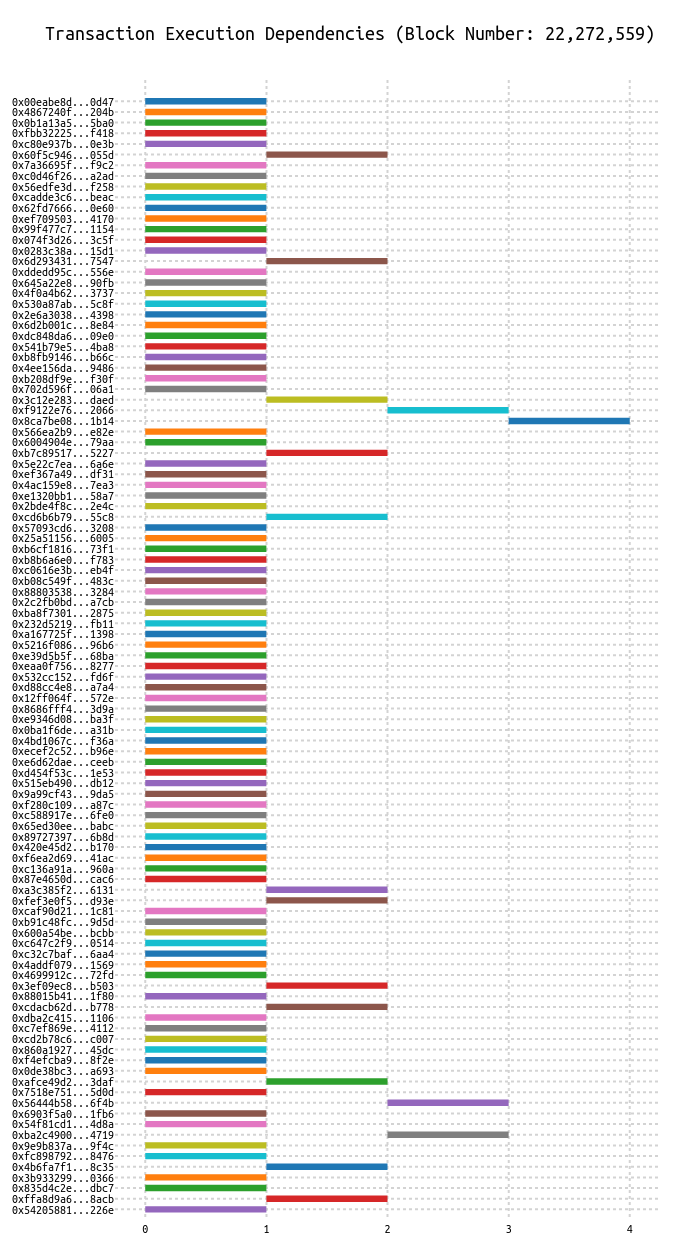 Transaction Execution Dependencies (Block Number: 22,272,559)
0x00eabe8d...0d47
0x4867240f...204b
0x0b1a13a5...5ba0
0xfbb32225...f418
0xc80e937b...0e3b
0x60f5c946...055d
0x7a36695f...f9c2
0xc0d46f26...a2ad
0x56edfe3d...f258
0xcadde3c6...beac
0x62fd7666...0e60
0xef709503...4170
0x99f477c7...1154
0x074f3d26...3c5f
0x0283c38a...15d1
0x6d293431...7547
0xddedd95c...556e
0x645a22e8...90fb
0x4f0a4b62...3737
0x530a87ab...5c8f
0x2e6a3038...4398
0x6d2b001c...8e84
0xdc848da6...09e0
0x541b79e5...4ba8
0xb8fb9146...b66c
0x4ee156da...9486
0xb208df9e...f30f
0x702d596f...06a1
0x3c12e283...daed
0xf9122e76...2066
0x8ca7be08...1b14
0x566ea2b9...e82e
0x6004904e...79aa
0xb7c89517...5227
0x5e22c7ea...6a6e
0xef367a49...df31
0x4ac159e8...7ea3
0xe1320bb1...58a7
0x2bde4f8c...2e4c
0xcd6b6b79...55c8
0x57093cd6...3208
0x25a51156...6005
0xb6cf1816...73f1
0xb8b6a6e0...f783
0xc0616e3b...eb4f
0xb08c549f...483c
0x88803538...3284
0x2c2fb0bd...a7cb
0xba8f7301...2875
0x232d5219...fb11
0xa167725f...1398
0x5216f086...96b6
0xe39d5b5f...68ba
0xeaa0f756...8277
0x532cc152...fd6f
0xd88cc4e8...a7a4
0x12ff064f...572e
0x8686fff4...3d9a
0xe9346d08...ba3f
0x0ba1f6de...a31b
0x4bd1067c...f36a
0xecef2c52...b96e
0xe6d62dae...ceeb
0xd454f53c...1e53
0x515eb490...db12
0x9a99cf43...9da5
0xf280c109...a87c
0xc588917e...6fe0
0x65ed30ee...babc
0x89727397...6b8d
0x420e45d2...b170
0xf6ea2d69...41ac
0xc136a91a...960a
0x87e4650d...cac6
0xa3c385f2...6131
0xfef3e0f5...d93e
0xcaf90d21...1c81
0xb91c48fc...9d5d
0x600a54be...bcbb
0xc647c2f9...0514
0xc32c7baf...6aa4
0x4addf079...1569
0x4699912c...72fd
0x3ef09ec8...b503
0x88015b41...1f80
0xcdacb62d...b778
0xdba2c415...1106
0xc7ef869e...4112
0xcd2b78c6...c007
0x860a1927...45dc
0xf4efcba9...8f2e
0x0de38bc3...a693
0xafce49d2...3daf
0x7518e751...5d0d
0x56444b58...6f4b
0x6903f5a0...1fb6
0x54f81cd1...4d8a
0xba2c4900...4719
0x9e9b837a...9f4c
0xfc898792...8476
0x4b6fa7f1...8c35
0x3b933299...0366
0x835d4c2e...dbc7
0xffa8d9a6...8acb
0x54205881...226e
0 1 2 3 4